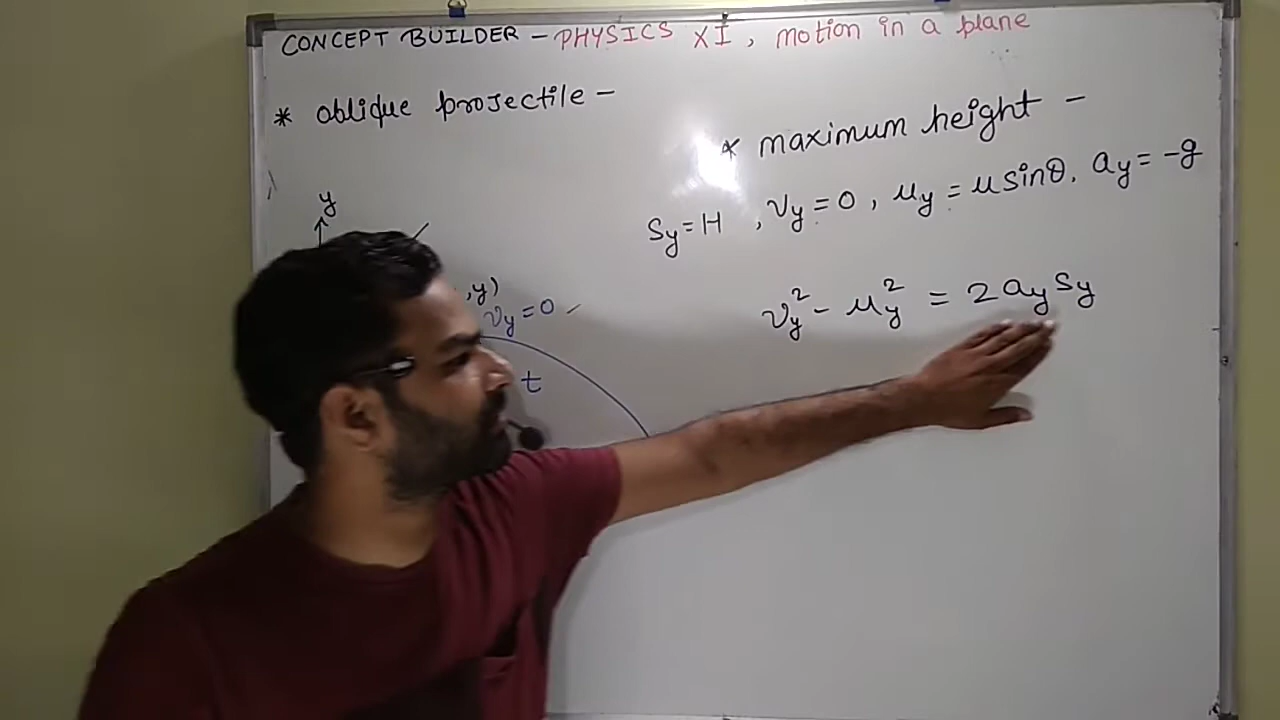 CONCEPT BUILDER - PHYSICS XI, motion in a plane
* oblique projectile -
* maximum height -
Sy = H, vy = 0, uy = u sinθ, ay = -g
y
,y)
vy = 0
t
vy² - uy² = 2 ay sy